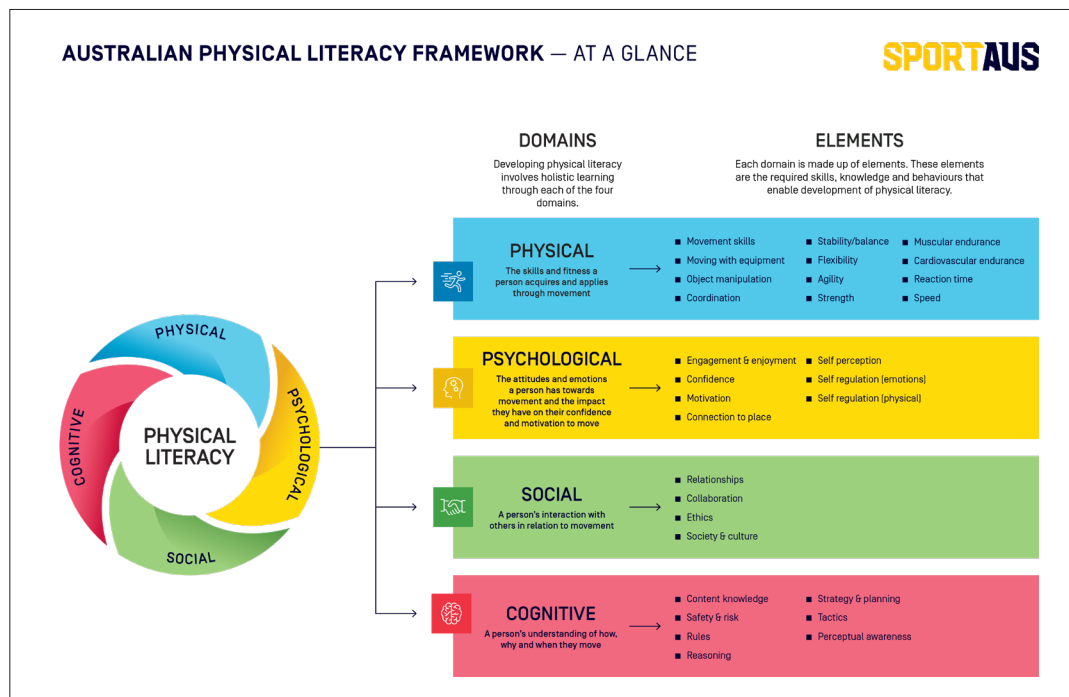 AUSTRALIAN PHYSICAL LITERACY FRAMEWORK — AT A GLANCE
SPORTAUS
DOMAINS
Developing physical literacy
involves holistic learning
through each of the four
domains.
ELEMENTS
Each domain is made up of elements. These elements
are the required skills, knowledge and behaviours that
enable development of physical literacy.
PHYSICAL
PSYCHOLOGICAL
SOCIAL
COGNITIVE
PHYSICAL
LITERACY
PHYSICAL
The skills and fitness a
person acquires and applies
through movement
■ Movement skills
■ Moving with equipment
■ Object manipulation
■ Coordination
■ Stability/balance
■ Flexibility
■ Agility
■ Strength
■ Muscular endurance
■ Cardiovascular endurance
■ Reaction time
■ Speed
PSYCHOLOGICAL
The attitudes and emotions
a person has towards
movement and the impact
they have on their confidence
and motivation to move
■ Engagement & enjoyment
■ Confidence
■ Motivation
■ Connection to place
■ Self perception
■ Self regulation (emotions)
■ Self regulation (physical)
SOCIAL
A person's interaction with
others in relation to movement
■ Relationships
■ Collaboration
■ Ethics
■ Society & culture
COGNITIVE
A person's understanding of how,
why and when they move
■ Content knowledge
■ Safety & risk
■ Rules
■ Reasoning
■ Strategy & planning
■ Tactics
■ Perceptual awareness